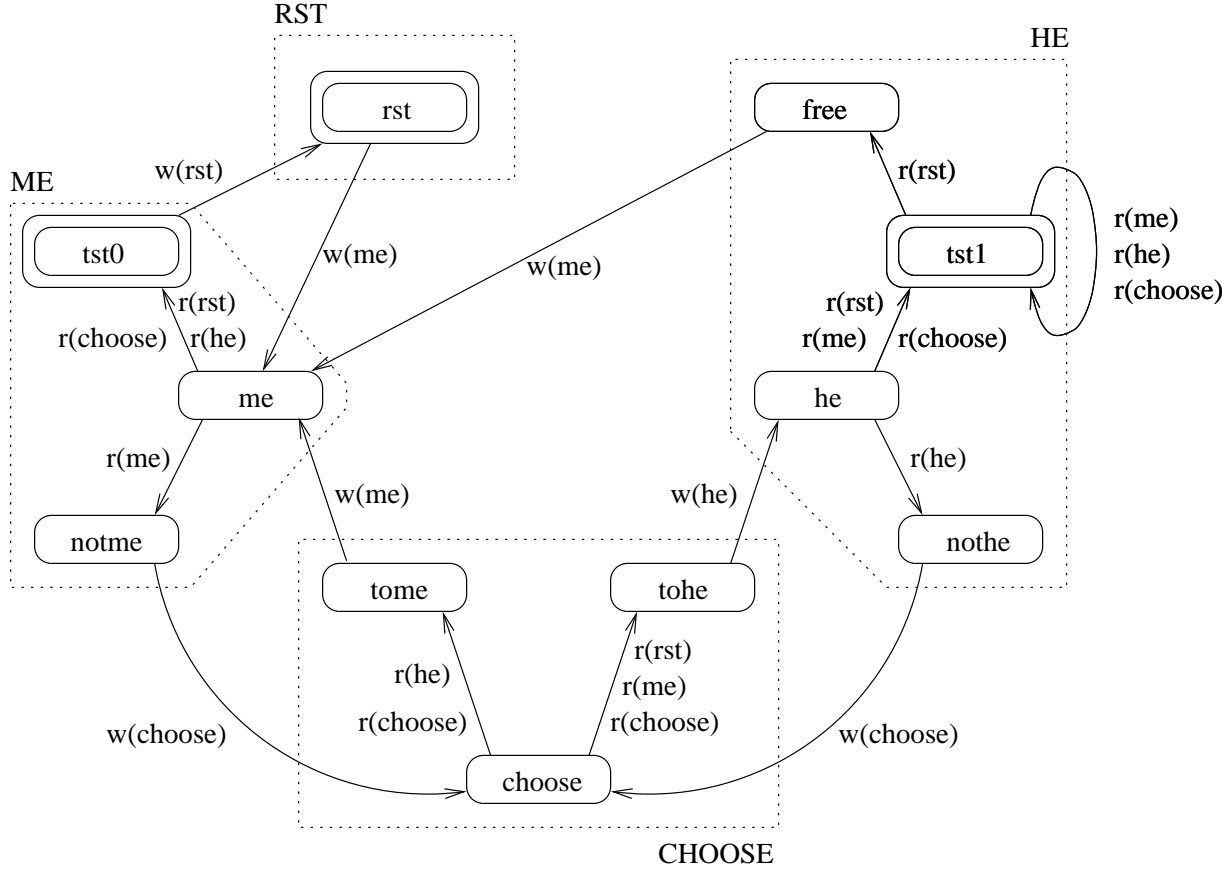 RST
HE
rst
free
w(rst)
r(rst)
ME
tst0
w(me)
w(me)
tst1
r(me)
r(he)
r(choose)
r(rst)
r(choose)
r(he)
r(rst)
r(me)
r(choose)
me
he
r(me)
r(he)
w(me)
w(he)
notme
nothe
tome
tohe
r(he)
r(choose)
r(rst)
r(me)
r(choose)
w(choose)
w(choose)
choose
CHOOSE